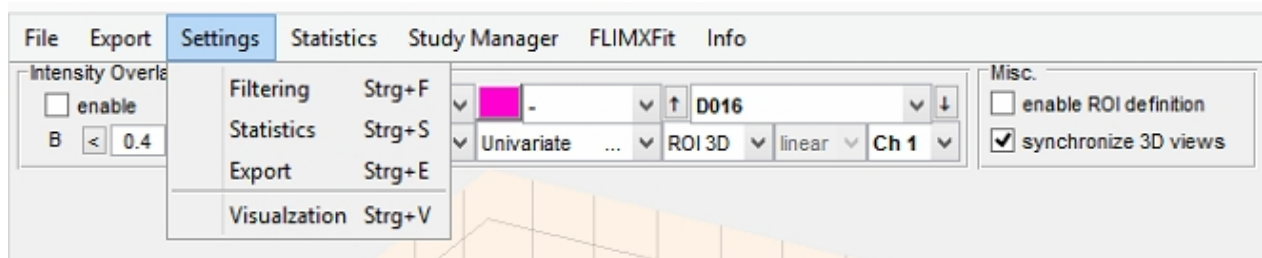 File Export Settings Statistics Study Manager FLIMXFit Info
Intensity Overla
Misc.
Filtering Strg+F
enable
- ↑ D016 ↓
enable ROI definition
Statistics Strg+S
B < 0.4
Univariate ... ROI 3D linear Ch 1
synchronize 3D views
Export Strg+E
Visualzation Strg+V